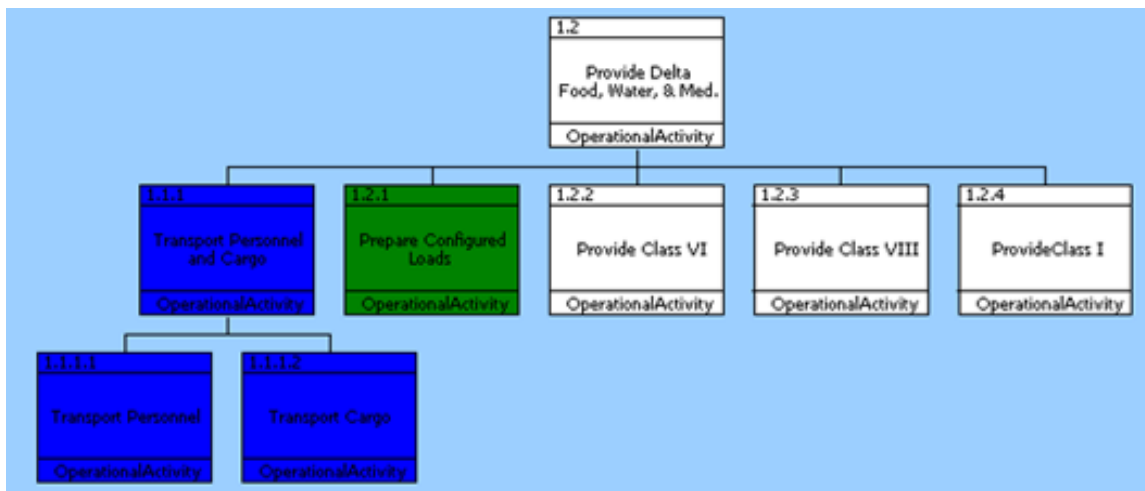 1.2
Provide Delta
Food, Water, & Med.
OperationalActivity
1.1.1
Transport Personnel
and Cargo
OperationalActivity
1.2.1
Prepare Configured
Loads
OperationalActivity
1.2.2
Provide Class VI
OperationalActivity
1.2.3
Provide Class VIII
OperationalActivity
1.2.4
ProvideClass I
OperationalActivity
1.1.1.1
Transport Personnel
OperationalActivity
1.1.1.2
Transport Cargo
OperationalActivity